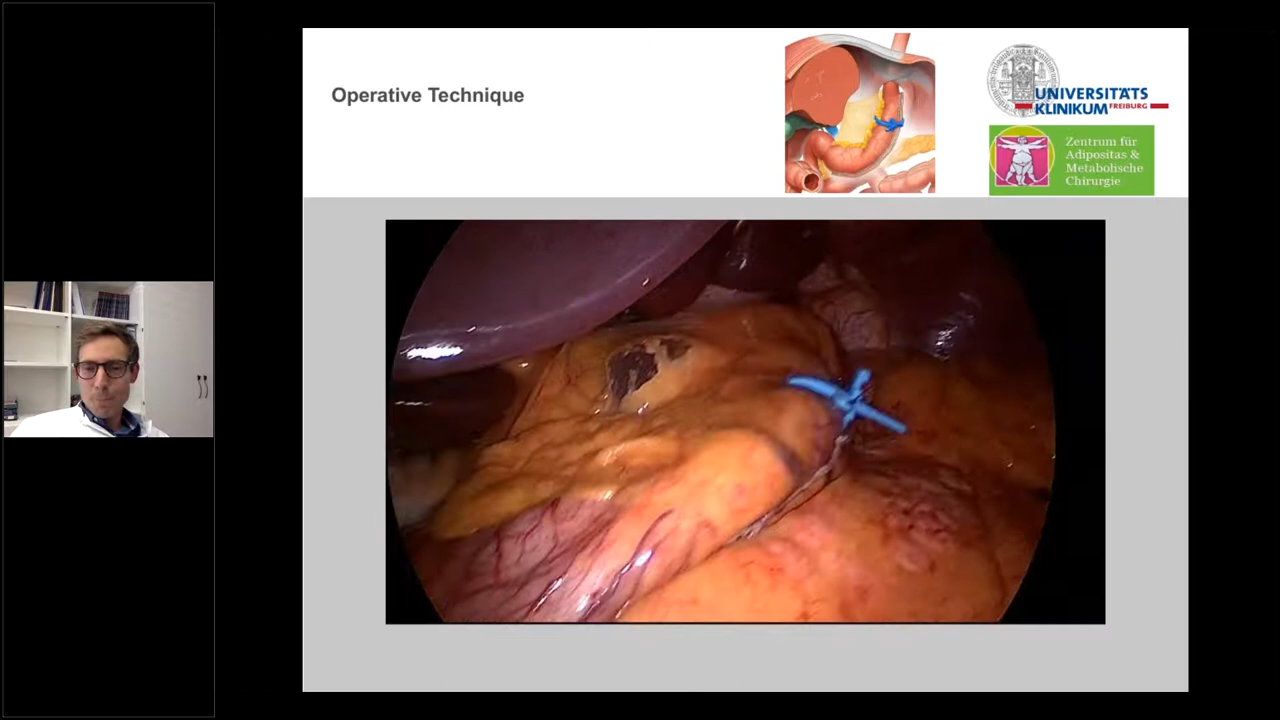 Operative Technique
UNIVERSITÄTS
KLINIKUM FREIBURG
Zentrum für
Adipositas &
Metabolische
Chirurgie